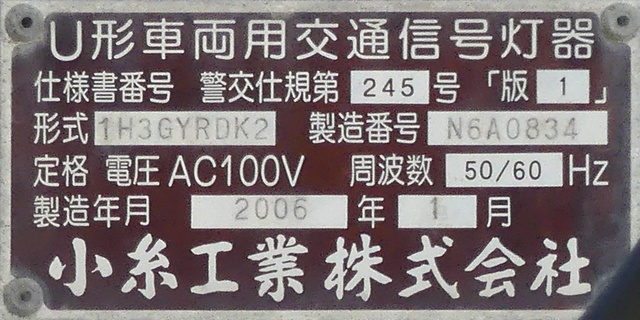 U形車両用交通信号灯器
仕様書番号 警交仕規第 245 号 「版 1 」
形式 1H3GYRDK2 製造番号 N6A0834
定格 電圧 AC100V 周波数 50/60 Hz
製造年月 2006 年 1 月
小糸工業株式会社